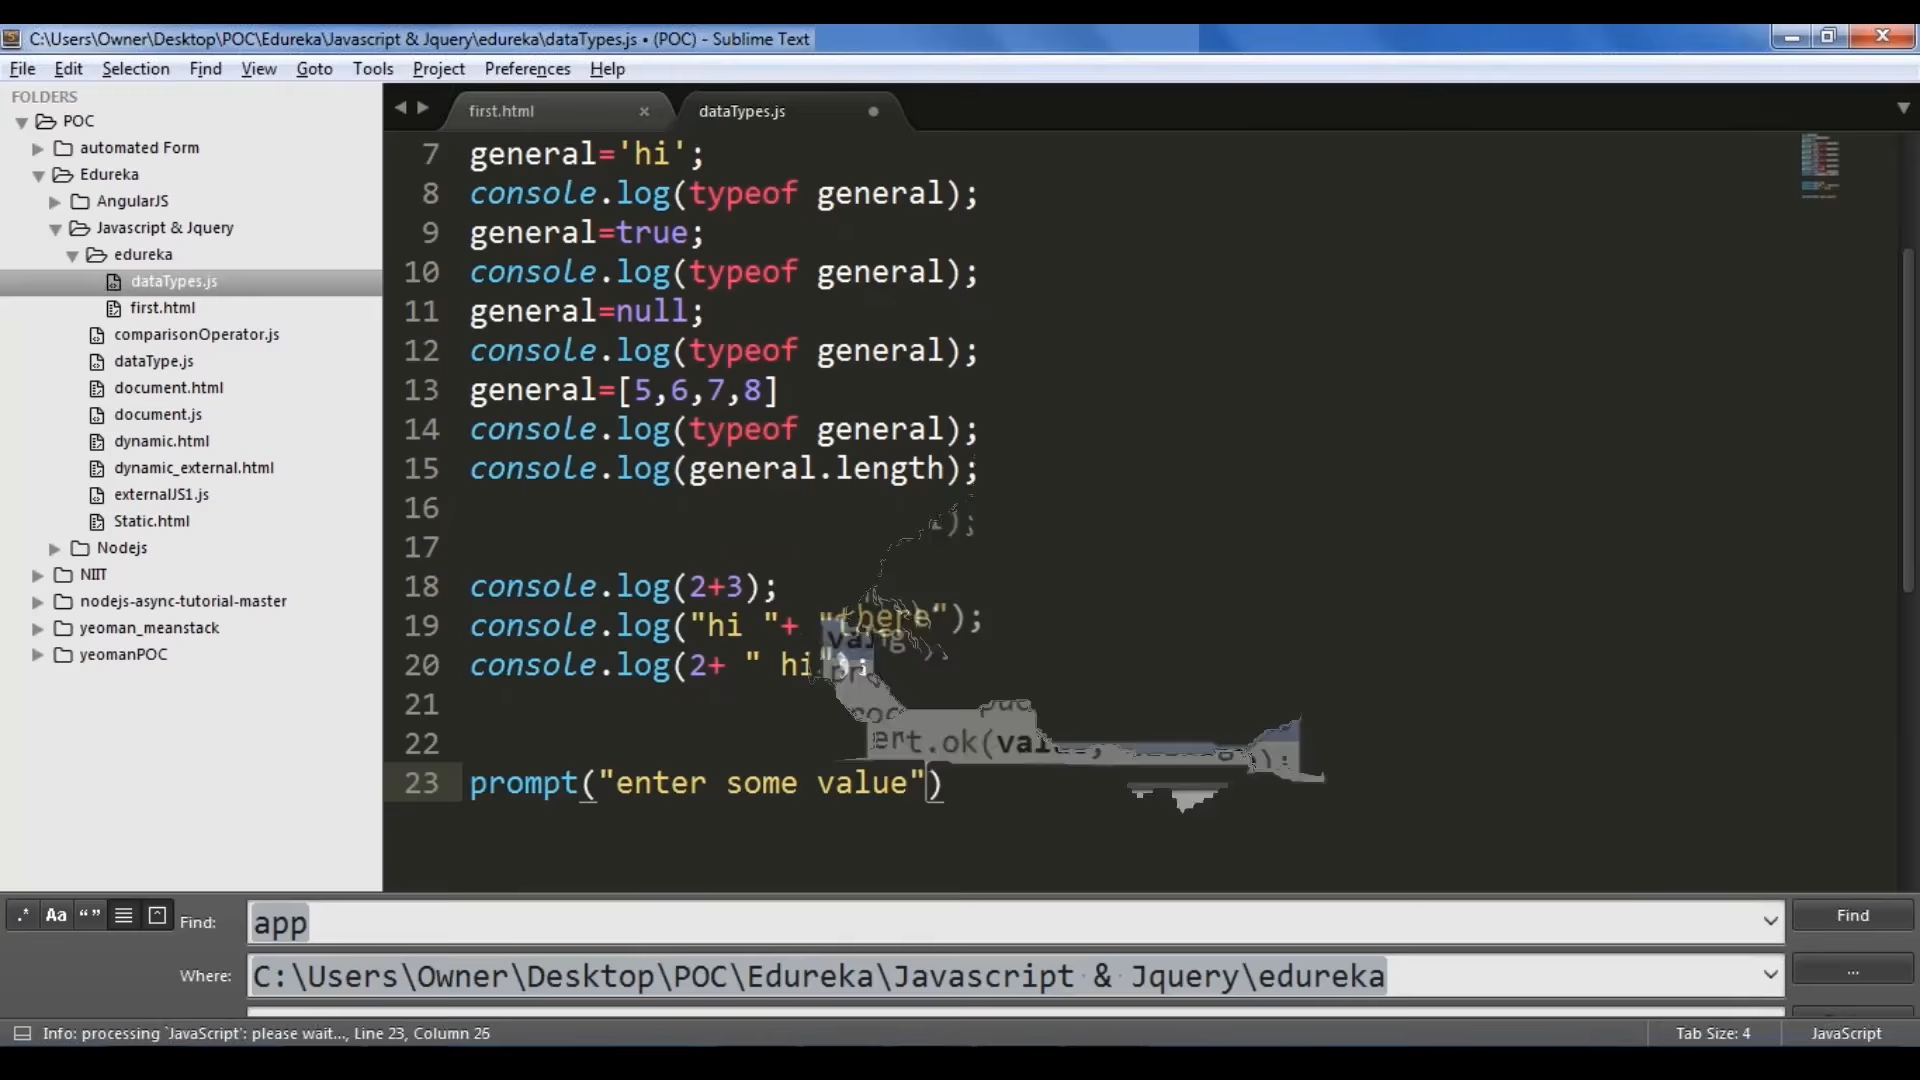 C:\Users\Owner\Desktop\POC\Edureka\Javascript & Jquery\edureka\dataTypes.js • (POC) - Sublime Text
File Edit Selection Find View Goto Tools Project Preferences Help
FOLDERS
POC
automated Form
Edureka
AngularJS
Javascript & Jquery
edureka
dataTypes.js
first.html
comparisonOperator.js
dataType.js
document.html
document.js
dynamic.html
dynamic_external.html
externalJS1.js
Static.html
Nodejs
NIIT
nodejs-async-tutorial-master
yeoman_meanstack
yeomanPOC
first.html × dataTypes.js
7 general='hi';
8 console.log(typeof general);
9 general=true;
10 console.log(typeof general);
11 general=null;
12 console.log(typeof general);
13 general=[5,6,7,8]
14 console.log(typeof general);
15 console.log(general.length);
16
17
18 console.log(2+3);
19 console.log("hi "+ "there");
20 console.log(2+ " hi");
21
22
23 prompt("enter some value")
.* Aa “ ” Find: app Find
Where: C:\Users\Owner\Desktop\POC\Edureka\Javascript & Jquery\edureka ...
Info: processing `JavaScript': please wait..., Line 23, Column 25 Tab Size: 4 JavaScript